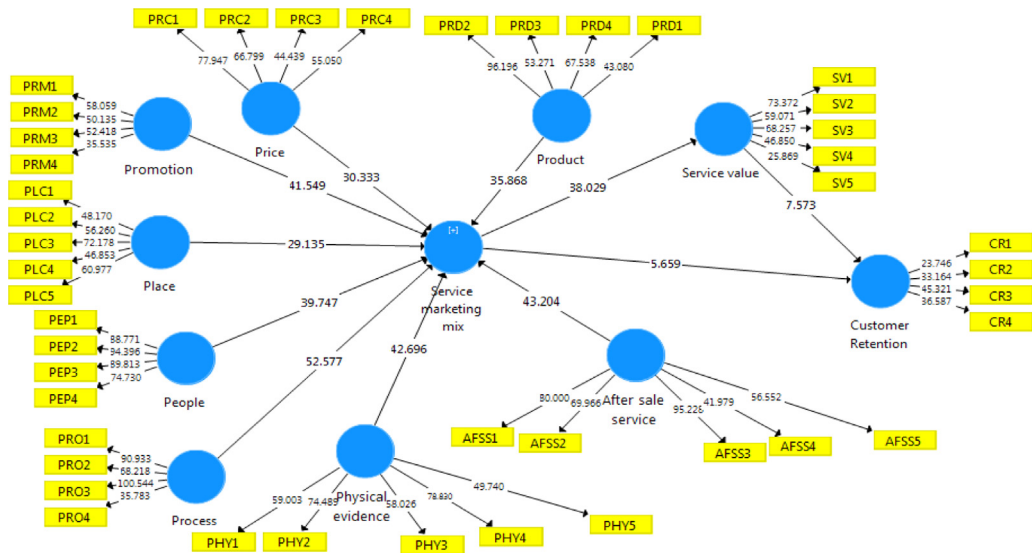 PRC1
PRC2
PRC3
PRC4
77.947
66.799
44.439
55.050
Price
PRD2
PRD3
PRD4
PRD1
96.196
53.271
67.538
43.080
Product
PRM1
PRM2
PRM3
PRM4
58.059
50.135
52.418
35.535
Promotion
SV1
SV2
SV3
SV4
SV5
73.372
59.071
68.257
46.850
25.869
Service value
PLC1
PLC2
PLC3
PLC4
PLC5
48.170
56.260
72.178
46.853
60.977
Place
41.549
30.333
35.868
38.029
7.573
29.135
[+]
Service
marketing
mix
5.659
CR1
CR2
CR3
CR4
23.746
33.164
45.321
36.587
Customer
Retention
39.747
52.577
42.696
43.204
PEP1
PEP2
PEP3
PEP4
88.771
94.396
89.813
74.730
People
After sale
service
80.000
69.966
95.228
41.979
56.552
AFSS1
AFSS2
AFSS3
AFSS4
AFSS5
PRO1
PRO2
PRO3
PRO4
90.933
68.218
100.544
35.783
Process
Physical
evidence
59.003
74.489
58.026
78.830
49.740
PHY1
PHY2
PHY3
PHY4
PHY5